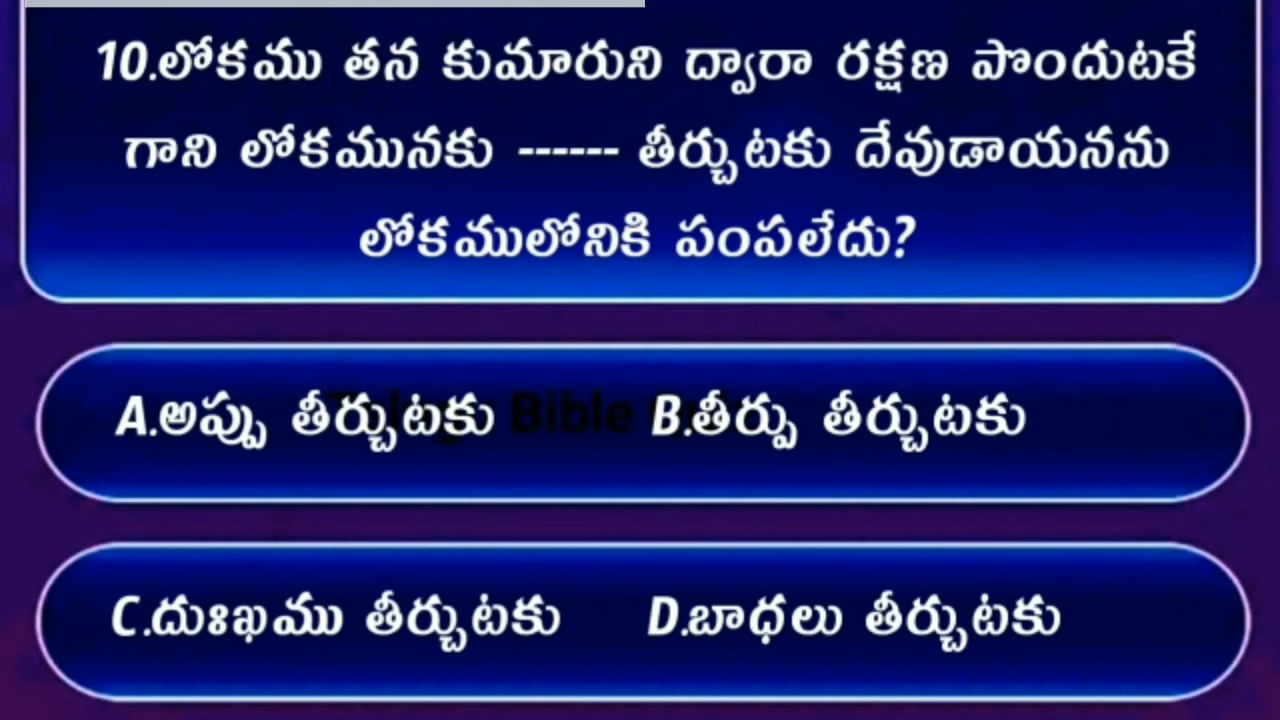 10.లోకము తన కుమారుని ద్వారా రక్షణ పొందుటకే
గాని లోకమునకు ------ తీర్చుటకు దేవుడాయనను
లోకములోనికి పంపలేదు?
A.అప్పు తీర్చుటకు B.తీర్పు తీర్చుటకు
Bible
C.దుఃఖము తీర్చుటకు D.బాధలు తీర్చుటకు